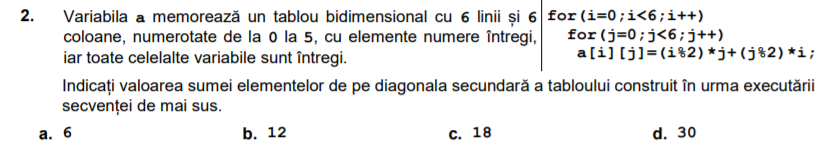 2. Variabila a memorează un tablou bidimensional cu 6 linii și 6
coloane, numerotate de la 0 la 5, cu elemente numere întregi,
iar toate celelalte variabile sunt întregi.
for(i=0;i<6;i++)
for(j=0;j<6;j++)
a[i][j]=(i%2)*j+(j%2)*i;
Indicați valoarea sumei elementelor de pe diagonala secundară a tabloului construit în urma executării
secvenței de mai sus.
a. 6 b. 12 c. 18 d. 30